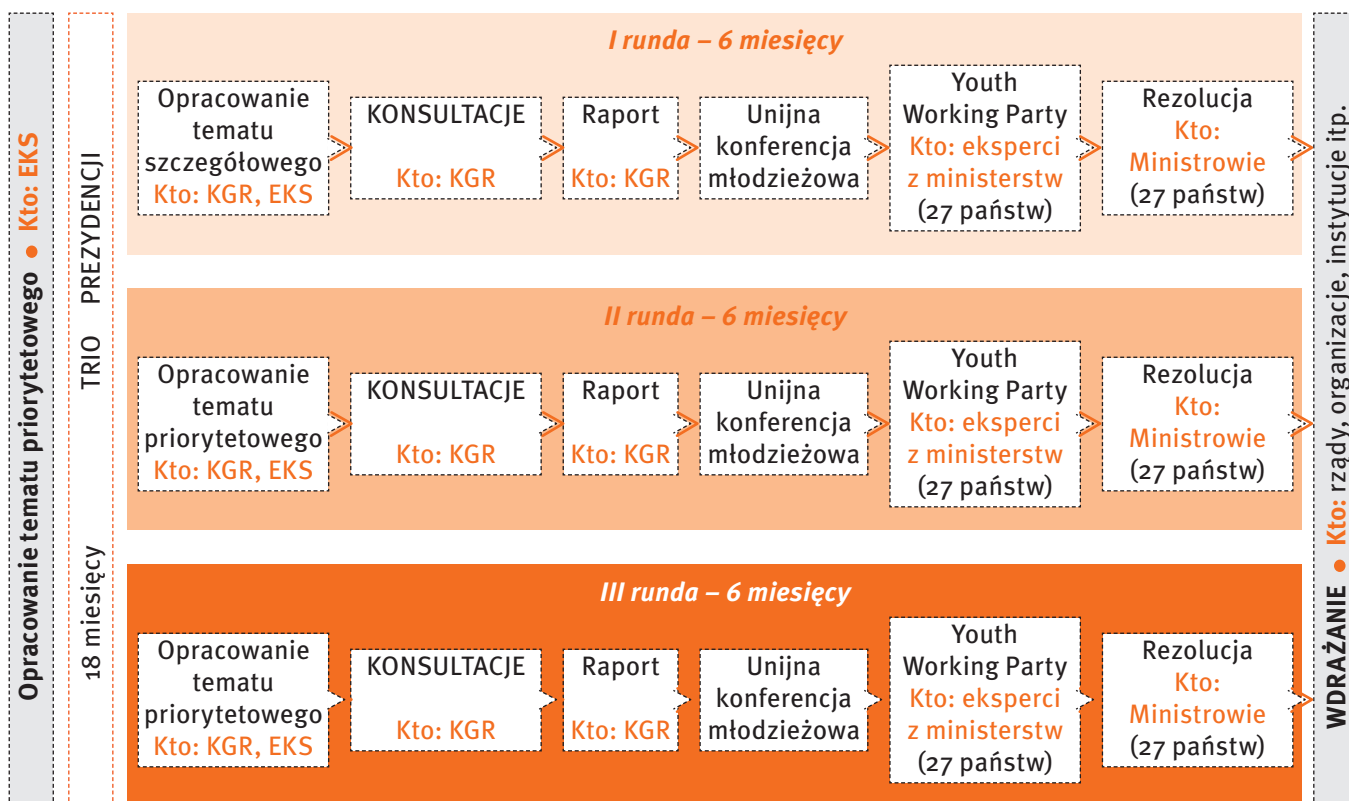 Opracowanie tematu priorytetowego ● Kto: EKS
18 miesięcy TRIO PREZYDENCJI
I runda – 6 miesięcy
Opracowanie
tematu
szczegółowego
Kto: KGR, EKS
KONSULTACJE
Kto: KGR
Raport
Kto: KGR
Unijna
konferencja
młodzieżowa
Youth
Working Party
Kto: eksperci
z ministerstw
(27 państw)
Rezolucja
Kto:
Ministrowie
(27 państw)
II runda – 6 miesięcy
Opracowanie
tematu
priorytetowego
Kto: KGR, EKS
KONSULTACJE
Kto: KGR
Raport
Kto: KGR
Unijna
konferencja
młodzieżowa
Youth
Working Party
Kto: eksperci
z ministerstw
(27 państw)
Rezolucja
Kto:
Ministrowie
(27 państw)
III runda – 6 miesięcy
Opracowanie
tematu
priorytetowego
Kto: KGR, EKS
KONSULTACJE
Kto: KGR
Raport
Kto: KGR
Unijna
konferencja
młodzieżowa
Youth
Working Party
Kto: eksperci
z ministerstw
(27 państw)
Rezolucja
Kto:
Ministrowie
(27 państw)
WDRAŻANIE ● Kto: rządy, organizacje, instytucje itp.